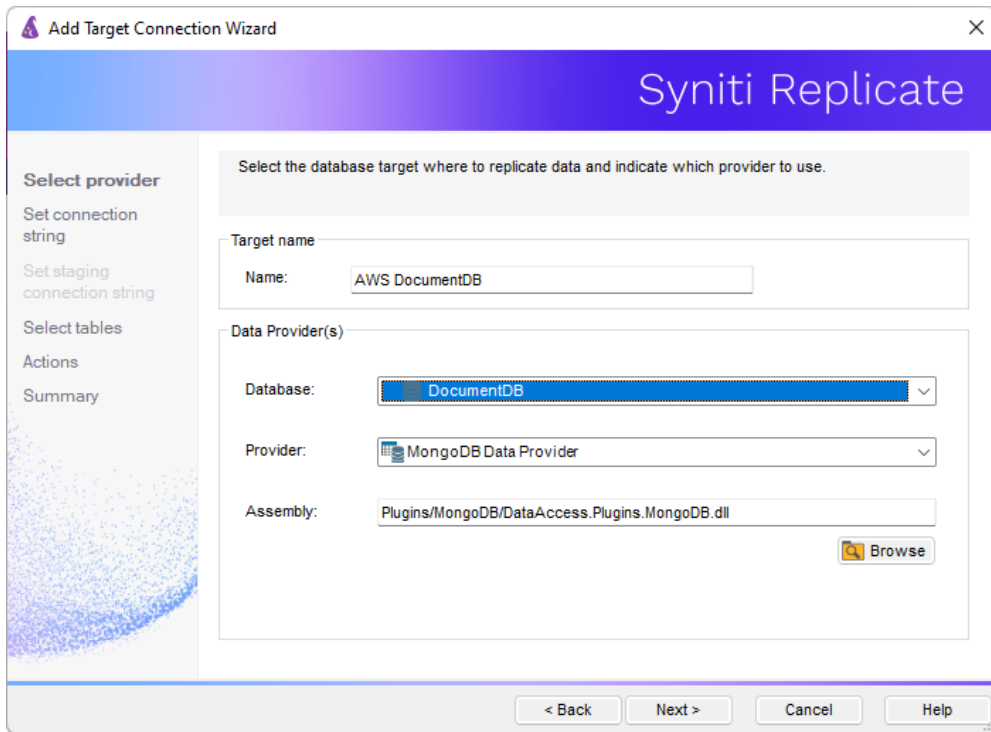 Add Target Connection Wizard
Syniti Replicate
Select provider
Set connection
string
Set staging
connection string
Select tables
Actions
Summary
Select the database target where to replicate data and indicate which provider to use.
Target name
Name:
AWS DocumentDB
Data Provider(s)
Database:
DocumentDB
Provider:
MongoDB Data Provider
Assembly:
Plugins/MongoDB/DataAccess.Plugins.MongoDB.dll
Browse
< Back
Next >
Cancel
Help